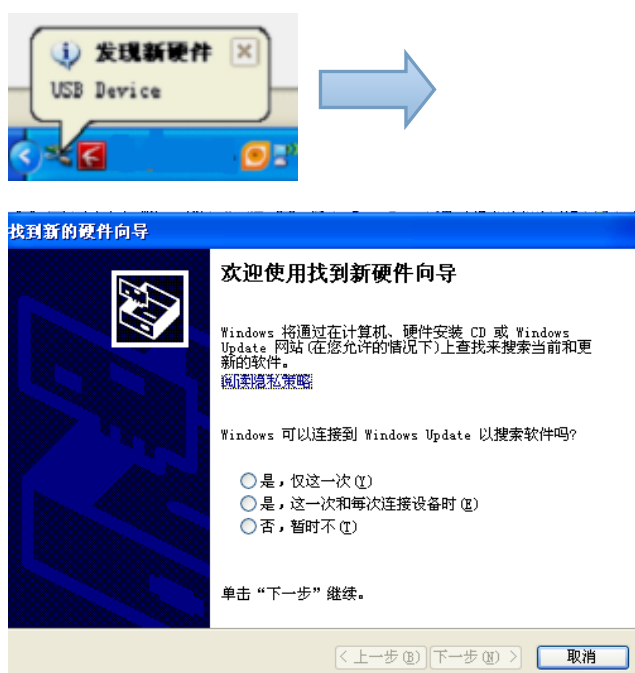 发现新硬件
USB Device
找到新的硬件向导
欢迎使用找到新硬件向导
Windows 将通过在计算机、硬件安装 CD 或 Windows
Update 网站(在您允许的情况下)上查找来搜索当前和更
新的软件。
阅读隐私策略
Windows 可以连接到 Windows Update 以搜索软件吗?
是，仅这一次(Y)
是，这一次和每次连接设备时(E)
否，暂时不(T)
单击“下一步”继续。
< 上一步(B) 下一步(N) > 取消